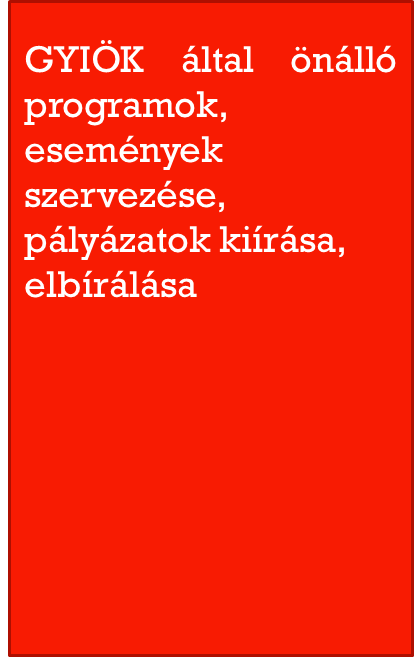 GYIÖK által önálló
programok,
események
szervezése,
pályázatok kiírása,
elbírálása